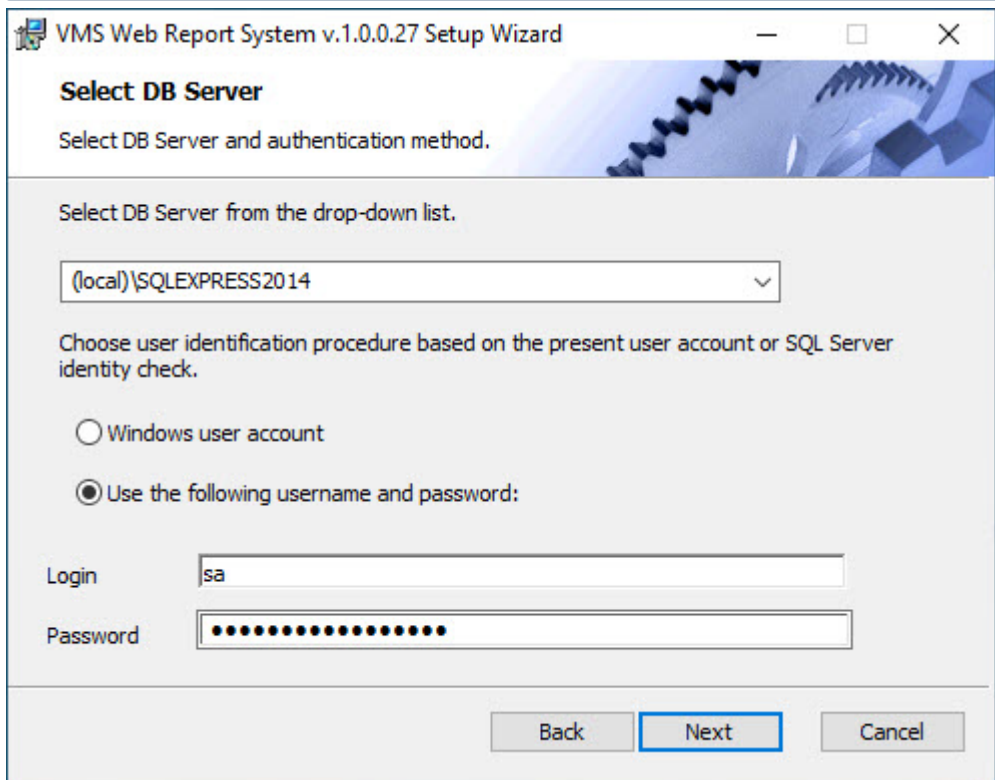 VMS Web Report System v.1.0.0.27 Setup Wizard
Select DB Server
Select DB Server and authentication method.
Select DB Server from the drop-down list.
(local)\SQLEXPRESS2014
Choose user identification procedure based on the present user account or SQL Server
identity check.
Windows user account
Use the following username and password:
Login
sa
Password
•••••••••••••••••
Back
Next
Cancel